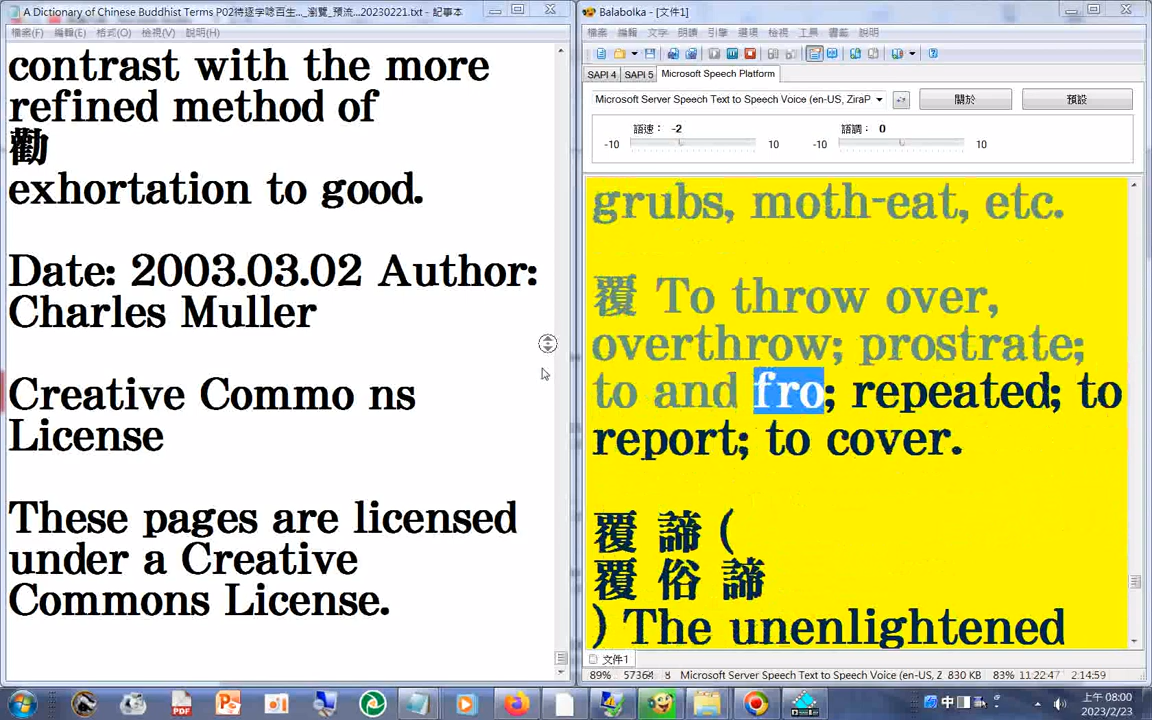 A Dictionary of Chinese Buddhist Terms P02待逐字唸百生..._瀏覽_預流...20230221.txt - 記事本
檔案(F) 編輯(E) 格式(O) 檢視(V) 說明(H)
contrast with the more
refined method of
勸
exhortation to good.
Date: 2003.03.02 Author:
Charles Muller
Creative Commo ns
License
These pages are licensed
under a Creative
Commons License.
Balabolka - [文件1]
檔案 編輯 文字 朗讀 引擎 選項 檢視 工具 書籤 說明
SAPI 4 SAPI 5 Microsoft Speech Platform
Microsoft Server Speech Text to Speech Voice (en-US, ZiraP
關於 預設
語速： -2 語調： 0
-10 10 -10 10
grubs, moth-eat, etc.
覆 To throw over,
overthrow; prostrate;
to and fro; repeated; to
report; to cover.
覆 諦 (
覆 俗 諦
) The unenlightened
文件1
89% 57364 Microsoft Server Speech Text to Speech Voice (en-US, Z 830 KB 83% 11:22:47 2:14:59
中
上午 08:00
2023/2/23